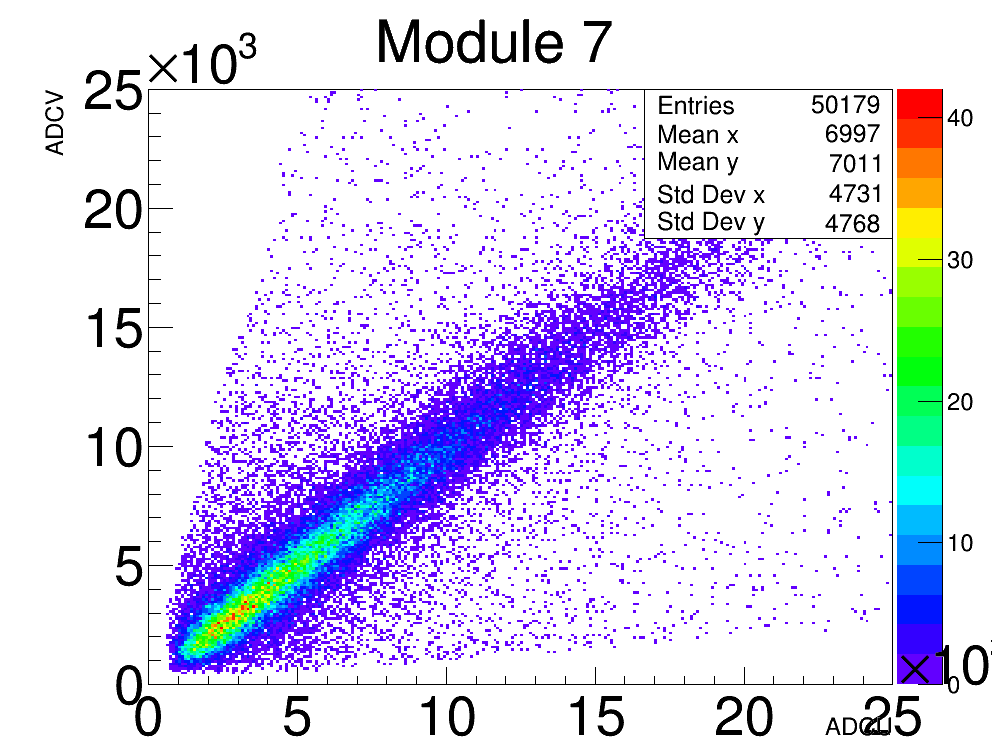 Module 7
×10³
ADCV
25
20
15
10
5
0
Entries 50179
Mean x 6997
Mean y 7011
Std Dev x 4731
Std Dev y 4768
40
30
20
10
0
×10
0 5 10 15 20 25
ADCU